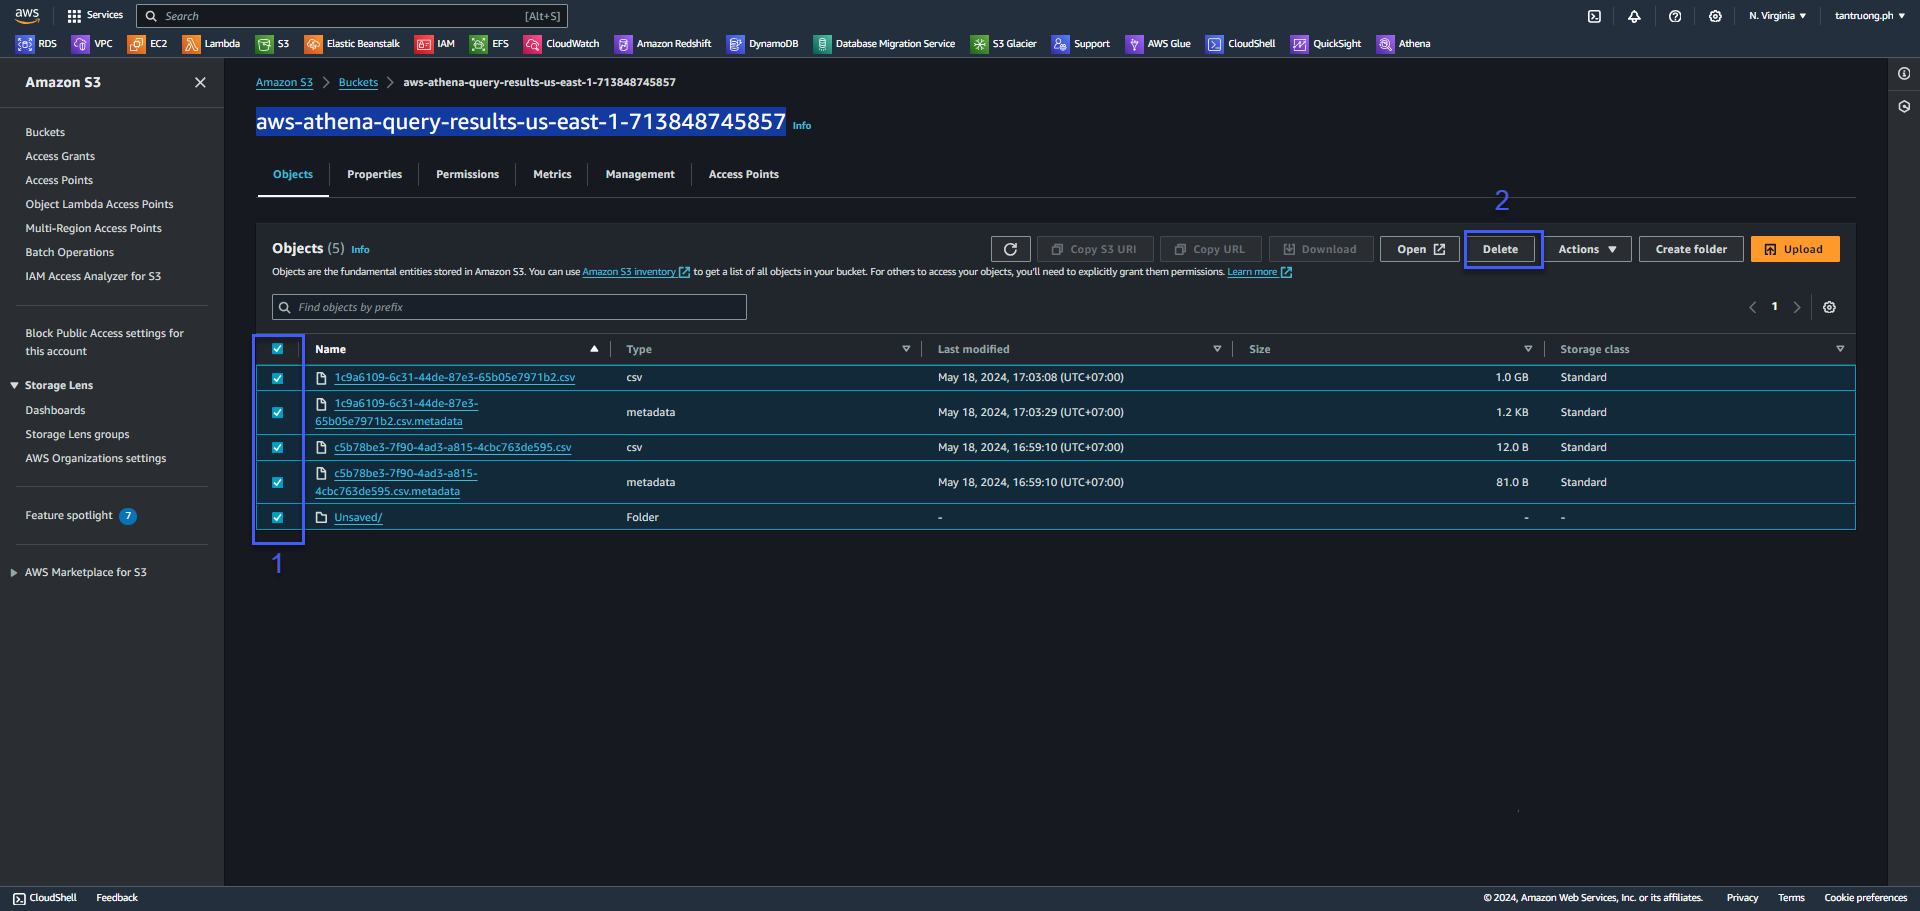 aws
Services
Search
[Alt+S]
N. Virginia
tantruong.ph
RDS
VPC
EC2
Lambda
S3
Elastic Beanstalk
IAM
EFS
CloudWatch
Amazon Redshift
DynamoDB
Database Migration Service
S3 Glacier
Support
AWS Glue
CloudShell
QuickSight
Athena
Amazon S3
Buckets
Access Grants
Access Points
Object Lambda Access Points
Multi-Region Access Points
Batch Operations
IAM Access Analyzer for S3
Block Public Access settings for
this account
Storage Lens
Dashboards
Storage Lens groups
AWS Organizations settings
Feature spotlight 7
AWS Marketplace for S3
Amazon S3
Buckets
aws-athena-query-results-us-east-1-713848745857
aws-athena-query-results-us-east-1-713848745857 Info
Objects
Properties
Permissions
Metrics
Management
Access Points
2
Objects (5) Info
Copy S3 URI
Copy URL
Download
Open
Delete
Actions
Create folder
Upload
Objects are the fundamental entities stored in Amazon S3. You can use Amazon S3 inventory to get a list of all objects in your bucket. For others to access your objects, you'll need to explicitly grant them permissions. Learn more
Find objects by prefix
1
Name
Type
Last modified
Size
Storage class
1c9a6109-6c31-44de-87e3-65b05e7971b2.csv
csv
May 18, 2024, 17:03:08 (UTC+07:00)
1.0 GB
Standard
1c9a6109-6c31-44de-87e3-
65b05e7971b2.csv.metadata
metadata
May 18, 2024, 17:03:29 (UTC+07:00)
1.2 KB
Standard
c5b78be3-7f90-4ad3-a815-4cbc763de595.csv
csv
May 18, 2024, 16:59:10 (UTC+07:00)
12.0 B
Standard
c5b78be3-7f90-4ad3-a815-
4cbc763de595.csv.metadata
metadata
May 18, 2024, 16:59:10 (UTC+07:00)
81.0 B
Standard
Unsaved/
Folder
-
-
-
1
CloudShell
Feedback
© 2024, Amazon Web Services, Inc. or its affiliates.
Privacy
Terms
Cookie preferences